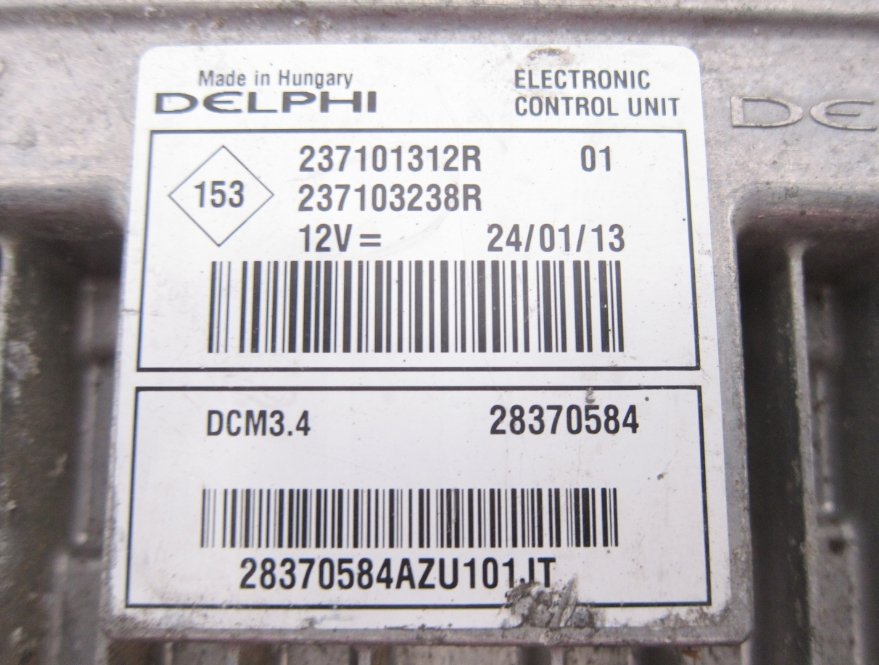 Made in Hungary
DELPHI
ELECTRONIC
CONTROL UNIT
DE
153
237101312R 01
237103238R
12V= 24/01/13
DCM3.4 28370584
28370584AZU101JT